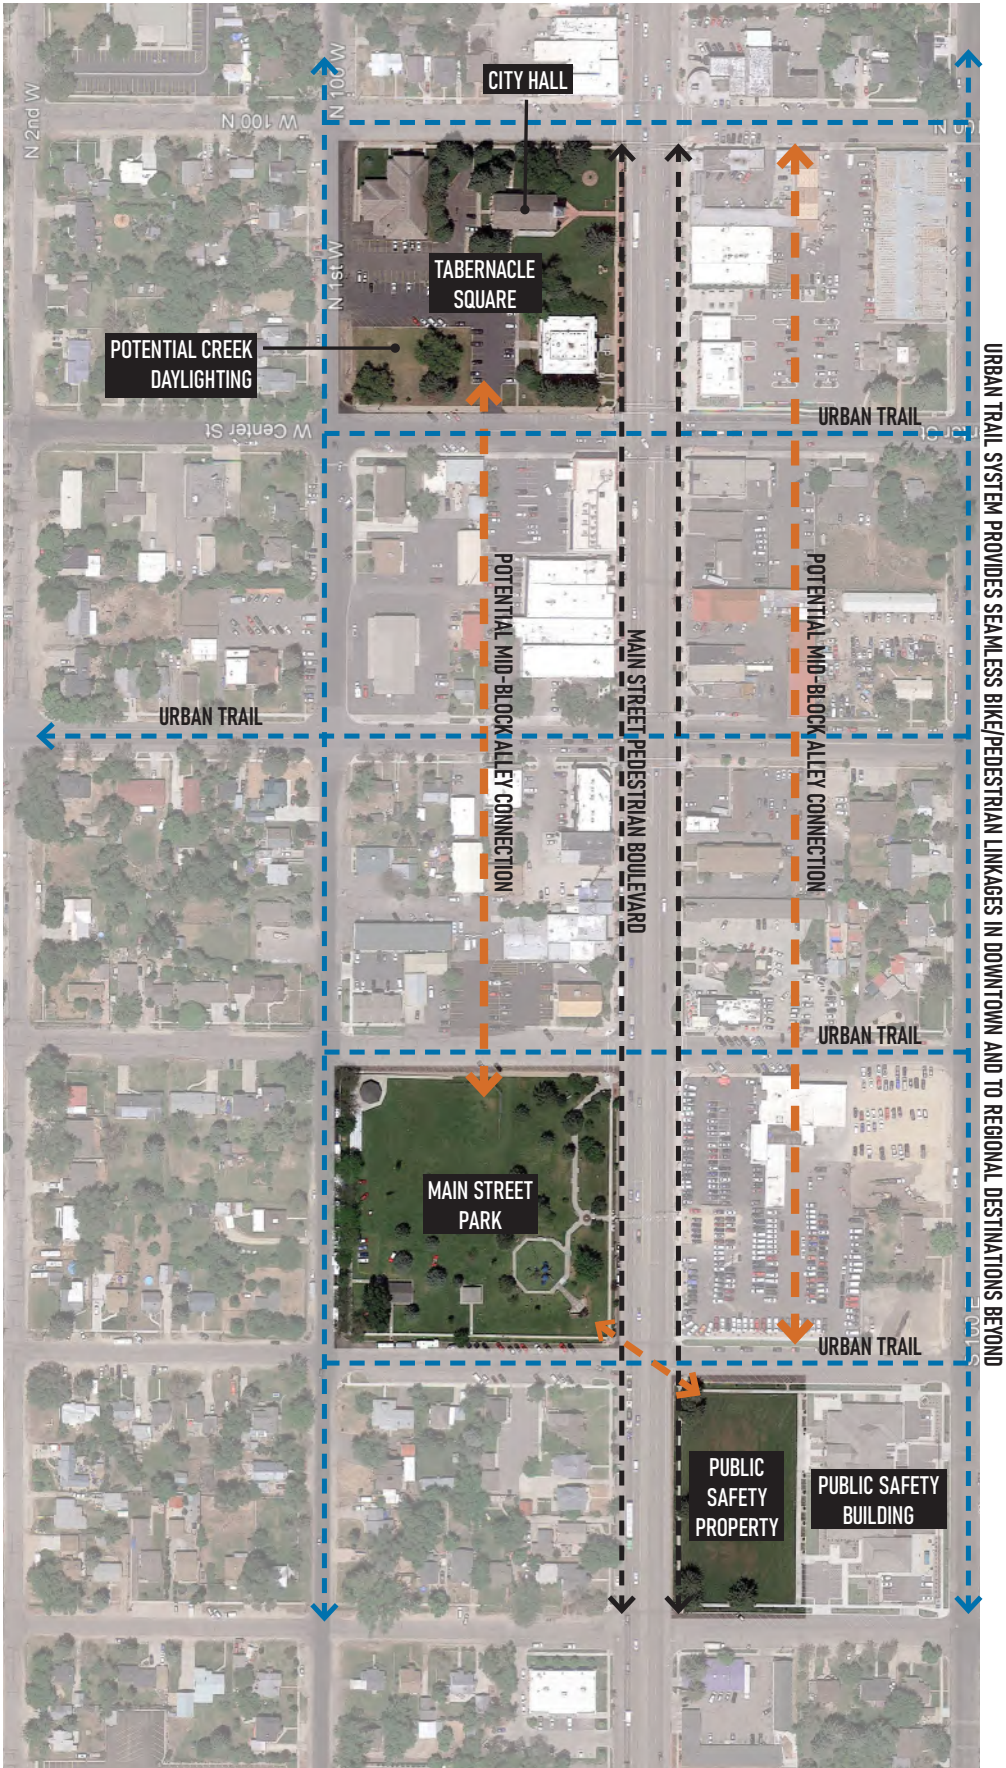 CITY HALL
N 2nd W
N 100 W
W 100 N
N 1st W
TABERNACLE
SQUARE
POTENTIAL CREEK
DAYLIGHTING
W Center St
URBAN TRAIL
URBAN TRAIL SYSTEM PROVIDES SEAMLESS BIKE/PEDESTRIAN LINKAGES IN DOWNTOWN AND TO REGIONAL DESTINATIONS BEYOND
POTENTIAL MID-BLOCK ALLEY CONNECTION
MAIN STREET PEDESTRIAN BOULEVARD
POTENTIAL MID-BLOCK ALLEY CONNECTION
URBAN TRAIL
URBAN TRAIL
MAIN STREET
PARK
S 100 E
URBAN TRAIL
PUBLIC
SAFETY
PROPERTY
PUBLIC SAFETY
BUILDING